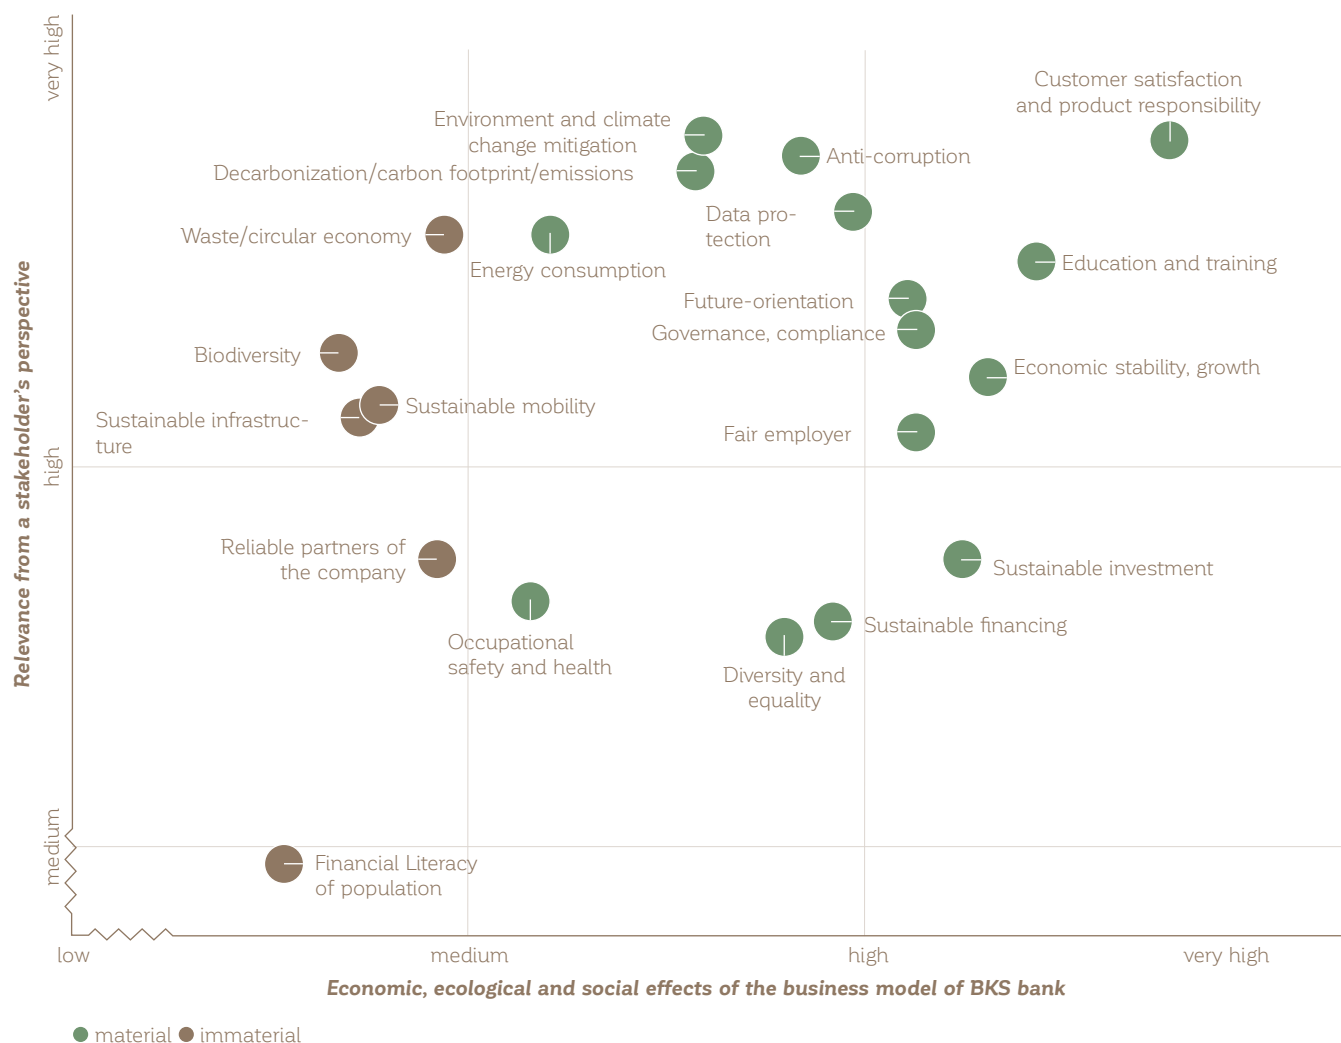 very high
Customer satisfaction
and product responsibility
Environment and climate
change mitigation
Anti-corruption
Decarbonization/carbon footprint/emissions
Data pro-
tection
Waste/circular economy
Energy consumption
Education and training
Future-orientation
Governance, compliance
Biodiversity
Economic stability, growth
Sustainable mobility
Sustainable infrastruc-
ture
Fair employer
high
Relevance from a stakeholder's perspective
Reliable partners of
the company
Sustainable investment
Occupational
safety and health
Sustainable financing
Diversity and
equality
medium
Financial Literacy
of population
low
medium
high
very high
Economic, ecological and social effects of the business model of BKS bank
material
immaterial